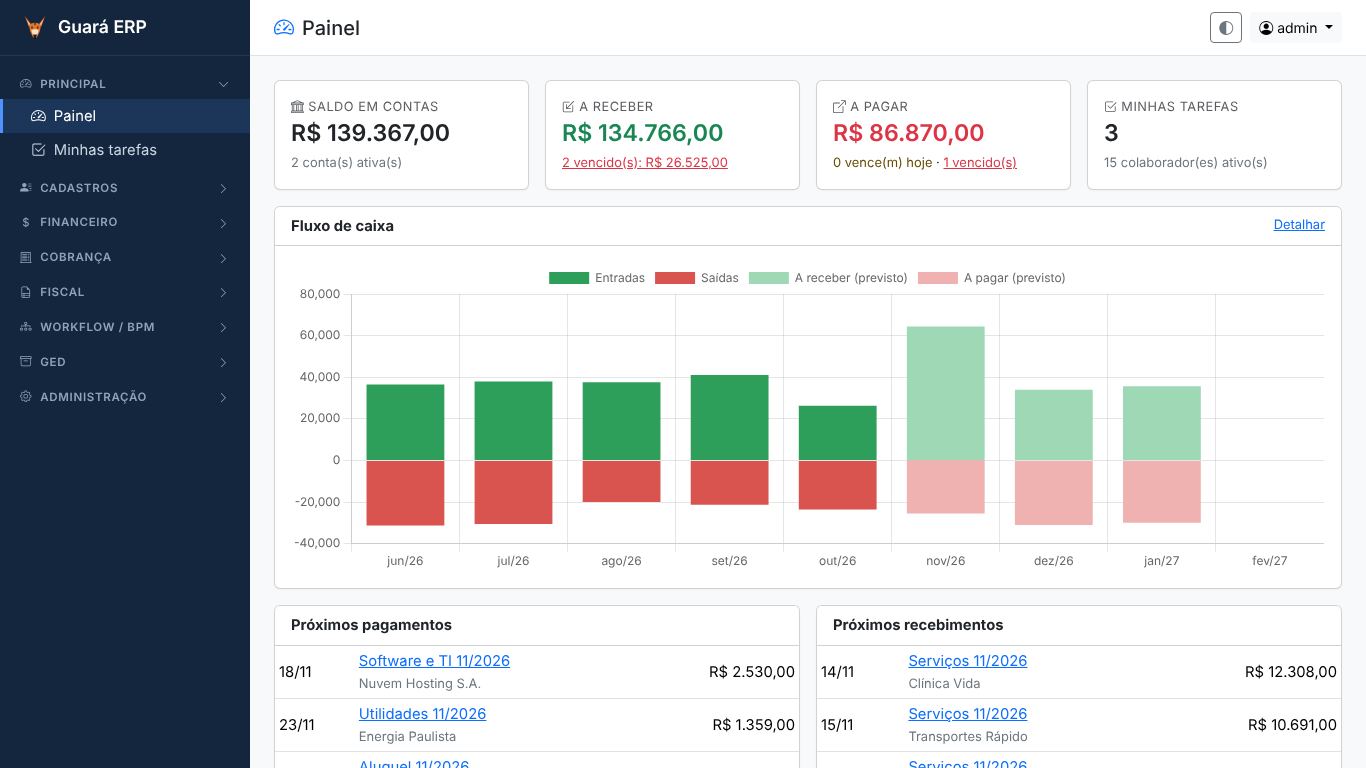 Guará ERP
PRINCIPAL
Painel
Minhas tarefas
CADASTROS
FINANCEIRO
COBRANÇA
FISCAL
WORKFLOW / BPM
GED
ADMINISTRAÇÃO
Painel
admin
SALDO EM CONTAS
R$ 139.367,00
2 conta(s) ativa(s)
A RECEBER
R$ 134.766,00
2 vencido(s): R$ 26.525,00
A PAGAR
R$ 86.870,00
0 vence(m) hoje · 1 vencido(s)
MINHAS TAREFAS
3
15 colaborador(es) ativo(s)
Fluxo de caixa
Detalhar
Entradas Saídas A receber (previsto) A pagar (previsto)
80,000
60,000
40,000
20,000
0
-20,000
-40,000
jun/26 jul/26 ago/26 set/26 out/26 nov/26 dez/26 jan/27 fev/27
Próximos pagamentos
18/11 Software e TI 11/2026 R$ 2.530,00
Nuvem Hosting S.A.
23/11 Utilidades 11/2026 R$ 1.359,00
Energia Paulista
Aluguel 11/2026
Próximos recebimentos
14/11 Serviços 11/2026 R$ 12.308,00
Clínica Vida
15/11 Serviços 11/2026 R$ 10.691,00
Transportes Rápido
Serviços 11/2026